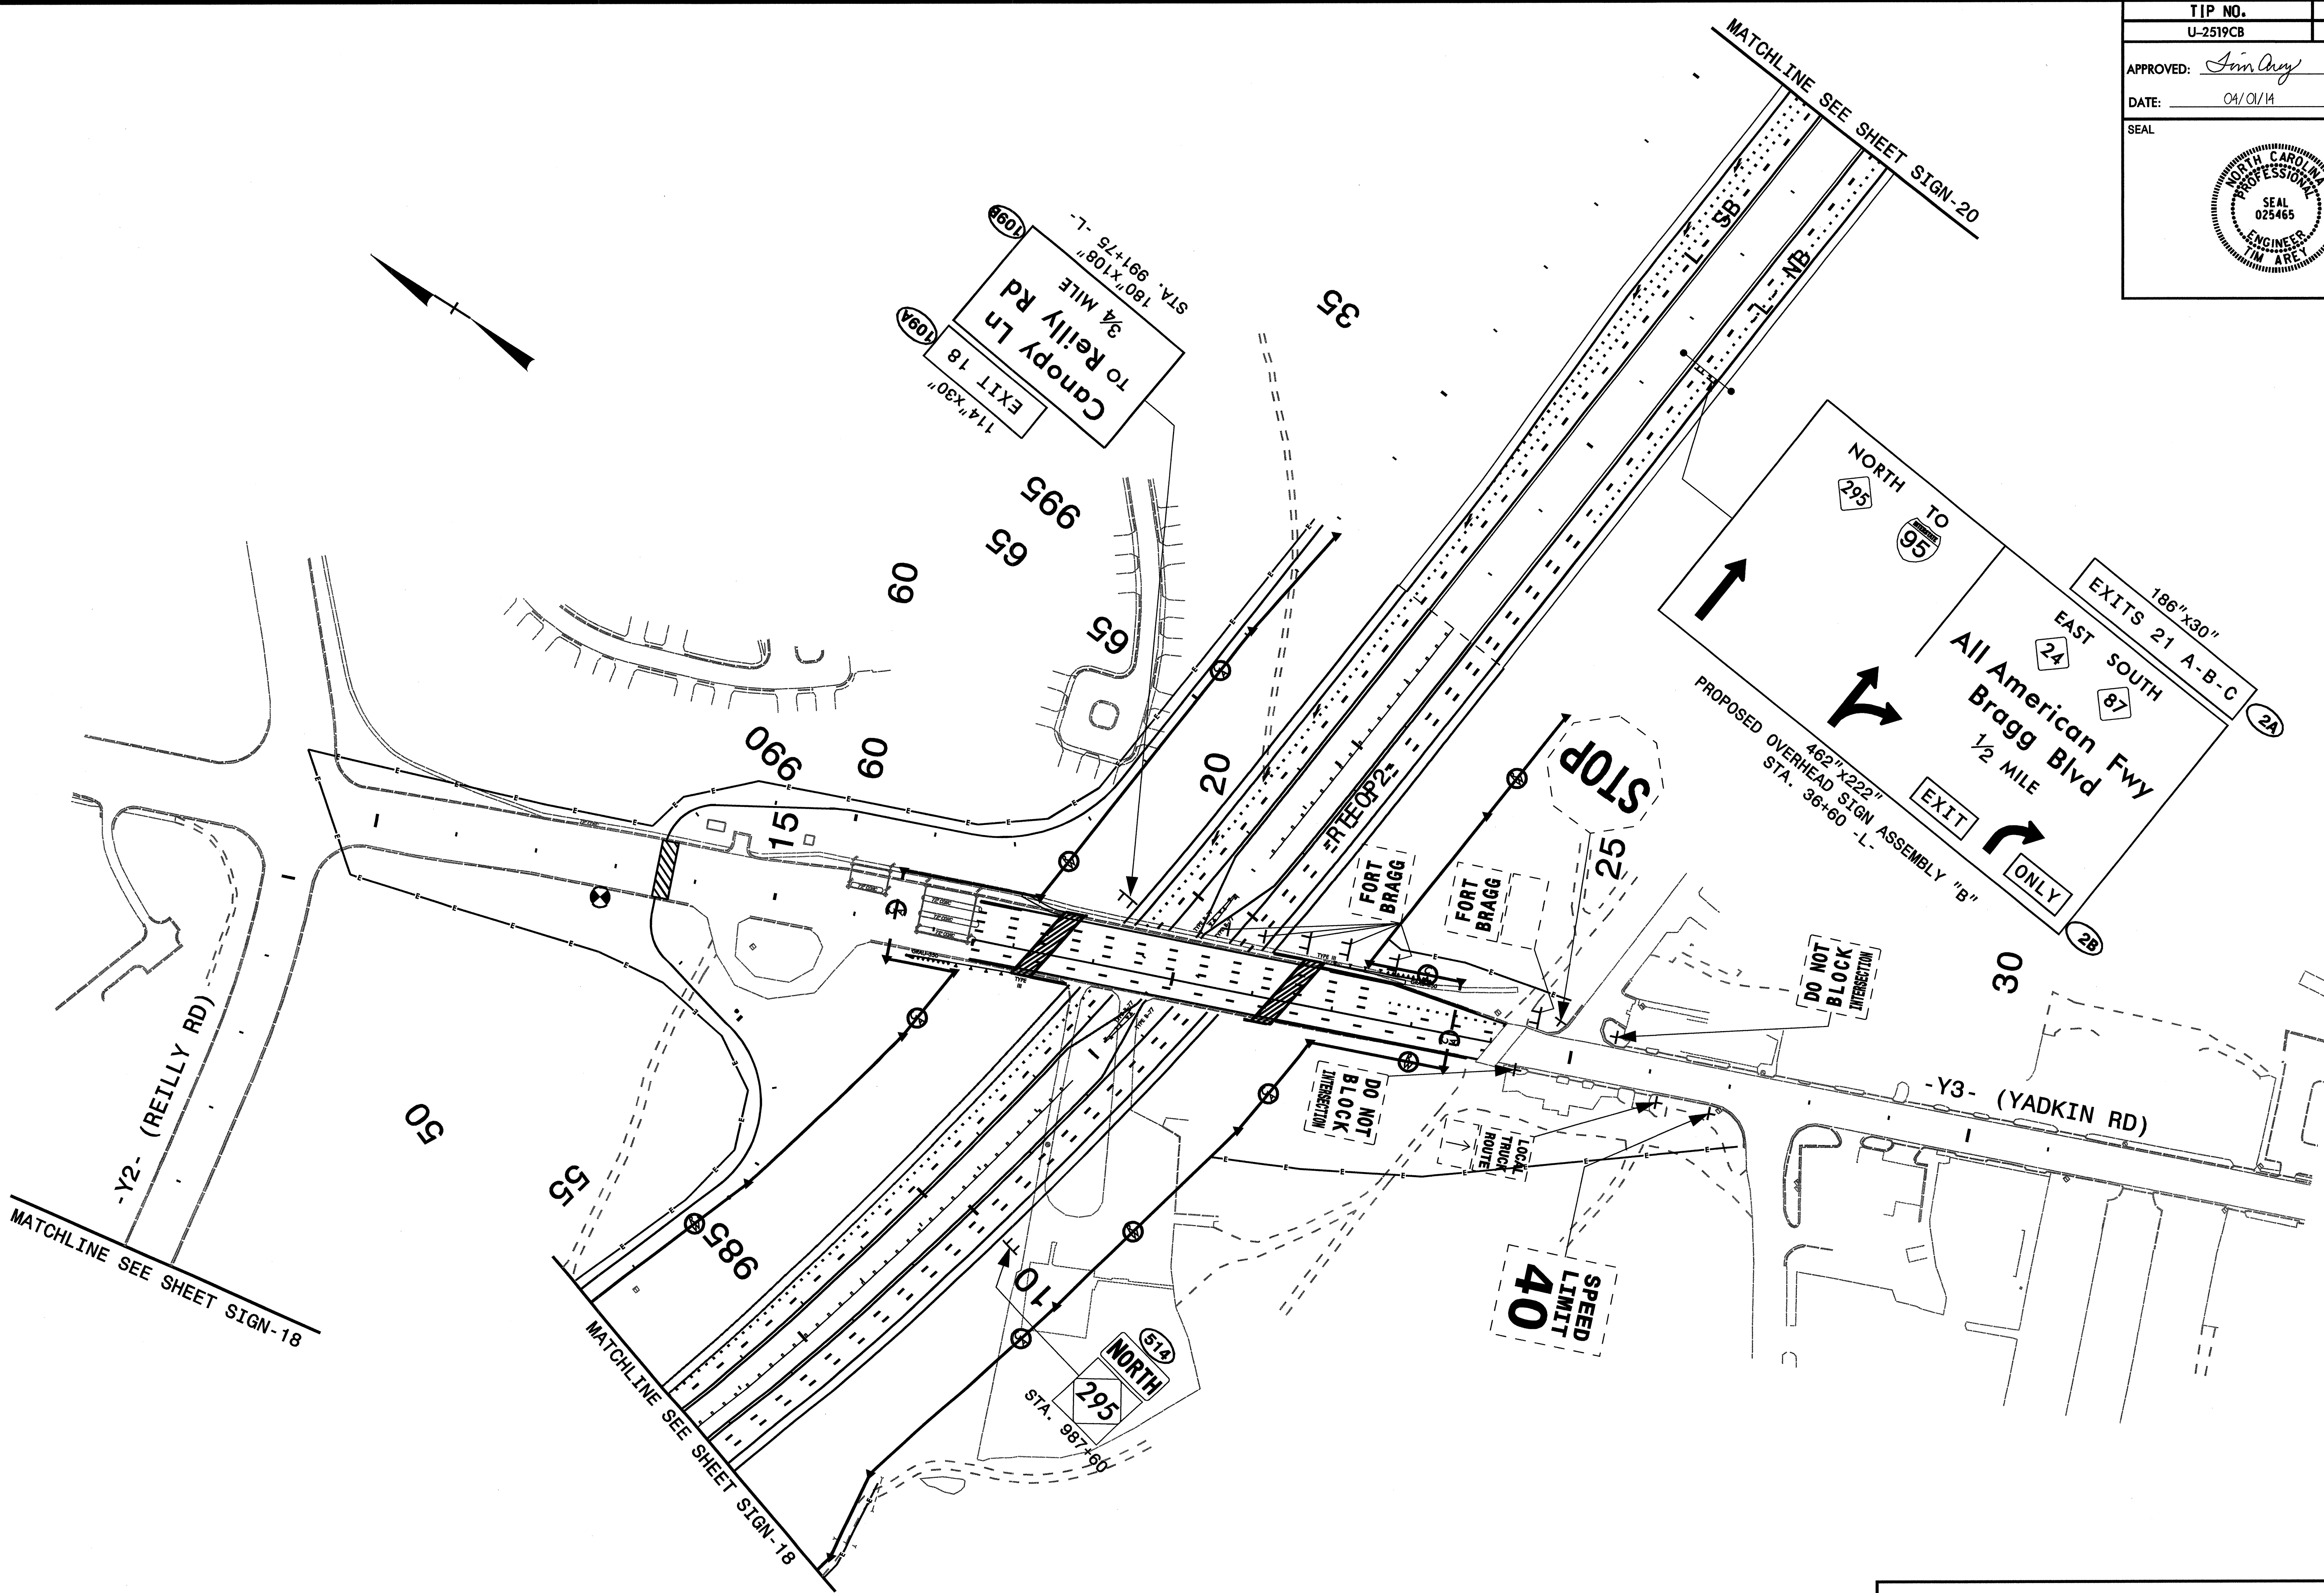 TIP NO.
U-2519CB
APPROVED: Tim Arey
DATE: 04/01/14
SEAL
NORTH CAROLINA
PROFESSIONAL
SEAL
025465
ENGINEER
TIM AREY
MATCHLINE SEE SHEET SIGN-20
109B
109A
STA. 991+75 -L-
180"X108"
Canopy Ln
TO Reilly Rd
3/4 MILE
EXIT 18
114"x30"
35
-L- SB
-L- NB
NORTH
295
TO
INTERSTATE
95
186"x30"
EXITS 21 A-B-C
2A
EAST
24
SOUTH
87
All American Fwy
Bragg Blvd
1/2 MILE
EXIT
ONLY
2B
462"x222"
PROPOSED OVERHEAD SIGN ASSEMBLY "B"
STA. 36+60 -L-
995
65
60
65
990
60
20
15
STOP
25
FORT
BRAGG
FORT
BRAGG
DO NOT
BLOCK
INTERSECTION
30
-Y3- (YADKIN RD)
DO NOT
BLOCK
INTERSECTION
LOCAL
TRUCK
ROUTE
SPEED
LIMIT
40
-Y2- (REILLY RD)
50
55
985
10
514
NORTH
295
STA. 987+60
MATCHLINE SEE SHEET SIGN-18
MATCHLINE SEE SHEET SIGN-18